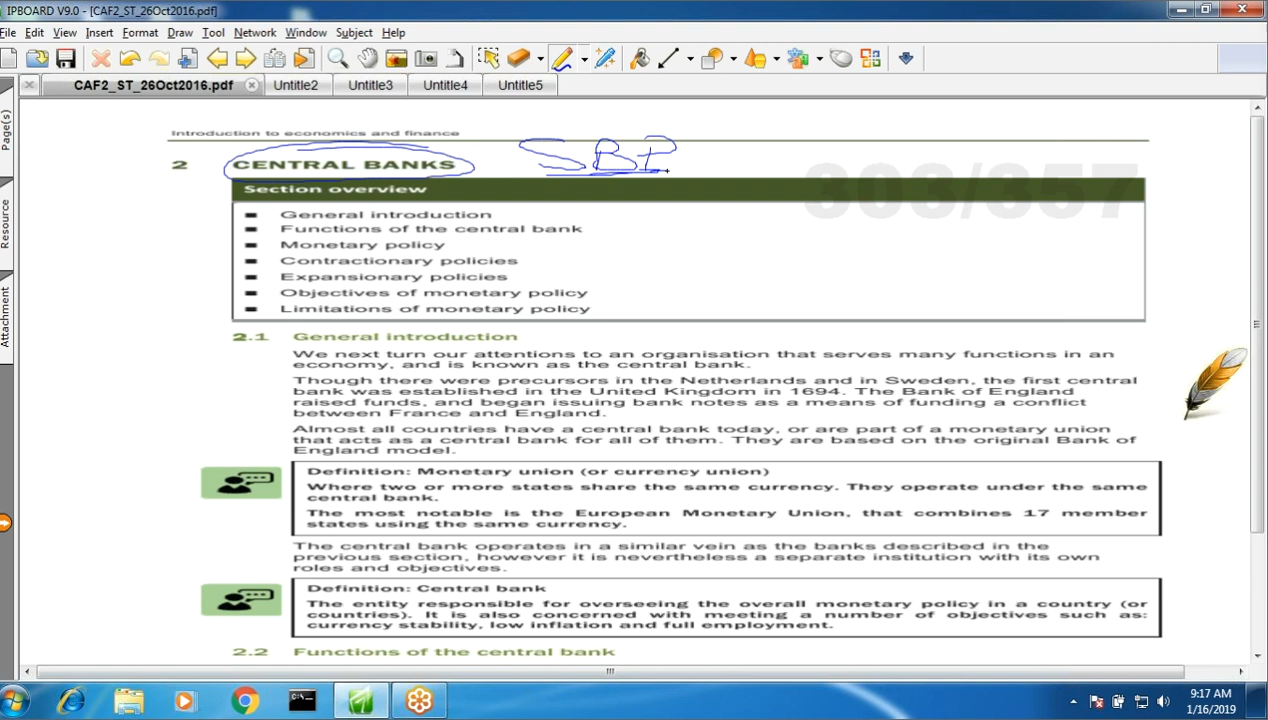 IPBOARD V9.0 - [CAF2_ST_26Oct2016.pdf]
File Edit View Insert Format Draw Tool Network Window Subject Help
CAF2_ST_26Oct2016.pdf Untitle2 Untitle3 Untitle4 Untitle5
Page(s)
Resource
Attachment
Introduction to economics and finance
2 CENTRAL BANKS
303/357
Section overview
General introduction
Functions of the central bank
Monetary policy
Contractionary policies
Expansionary policies
Objectives of monetary policy
Limitations of monetary policy
2.1 General introduction
We next turn our attentions to an organisation that serves many functions in an
economy, and is known as the central bank.
Though there were precursors in the Netherlands and in Sweden, the first central
bank was established in the United Kingdom in 1694. The Bank of England
raised funds, and began issuing bank notes as a means of funding a conflict
between France and England.
Almost all countries have a central bank today, or are part of a monetary union
that acts as a central bank for all of them. They are based on the original Bank of
England model.
Definition: Monetary union (or currency union)
Where two or more states share the same currency. They operate under the same
central bank.
The most notable is the European Monetary Union, that combines 17 member
states using the same currency.
The central bank operates in a similar vein as the banks described in the
previous section, however it is nevertheless a separate institution with its own
roles and objectives.
Definition: Central bank
The entity responsible for overseeing the overall monetary policy in a country (or
countries). It is also concerned with meeting a number of objectives such as:
currency stability, low inflation and full employment.
2.2 Functions of the central bank
9:17 AM
1/16/2019